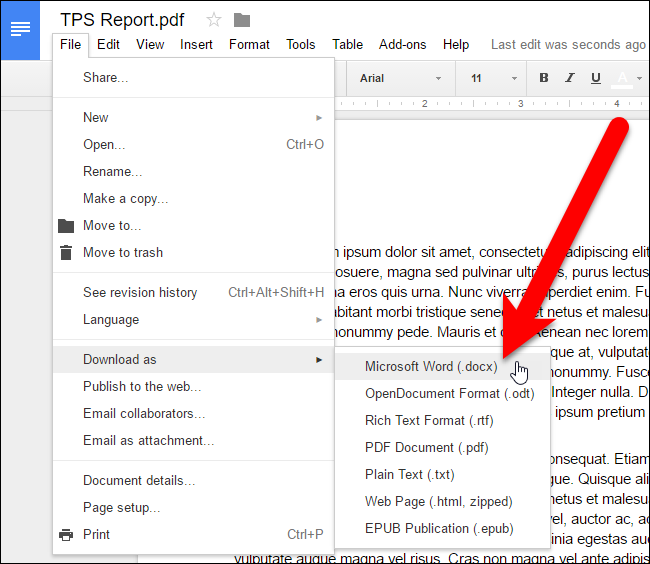 TPS Report.pdf
File Edit View Insert Format Tools Table Add-ons Help Last edit was seconds ago
Arial 11 B I U A
2 3 4
Share...
New
Open... Ctrl+O
Rename...
Make a copy...
Move to...
Move to trash
See revision history Ctrl+Alt+Shift+H
Language
Download as
Publish to the web...
Email collaborators...
Email as attachment...
Document details...
Page setup...
Print Ctrl+P
Microsoft Word (.docx)
OpenDocument Format (.odt)
Rich Text Format (.rtf)
PDF Document (.pdf)
Plain Text (.txt)
Web Page (.html, zipped)
EPUB Publication (.epub)
ipsum dolor sit amet, consectetu adipiscing elit
osuere, magna sed pulvinar ultri s, purus lectus
a eros quis urna. Nunc viverra perdiet enim. Fu
bitant morbi tristique sene et netus et malesu
nonummy pede. Mauris et Aenean nec lorem
que at, vulputat
nonummy. Fusce
Integer nulla. D
ipsum pretium
onsequat. Etiam
gue. Quisque ali
netus et malesu
vel, auctor ac, a
inia egestas auc
vulputate augue magna vel risus. Cras non magna vel ante adipis